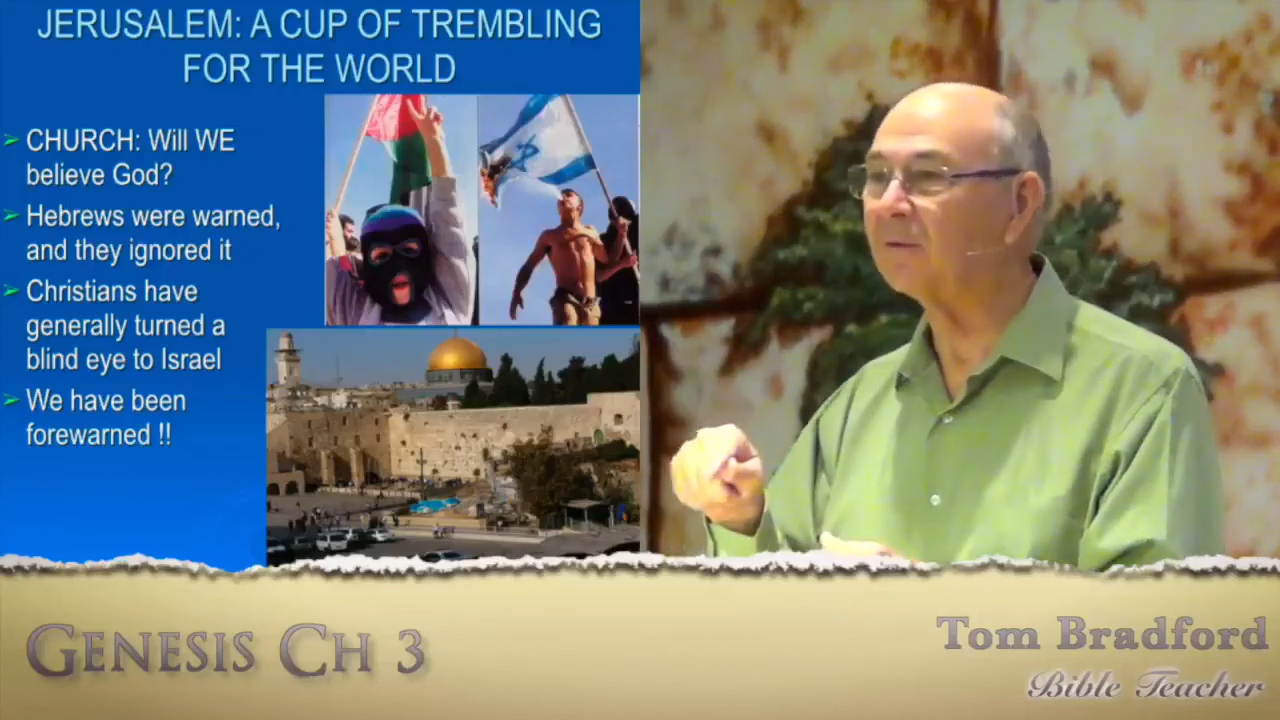 JERUSALEM: A CUP OF TREMBLING
FOR THE WORLD
➢ CHURCH: Will WE
believe God?
➢ Hebrews were warned,
and they ignored it
➢ Christians have
generally turned a
blind eye to Israel
➢ We have been
forewarned !!
GENESIS CH 3
Tom Bradford
Bible Teacher